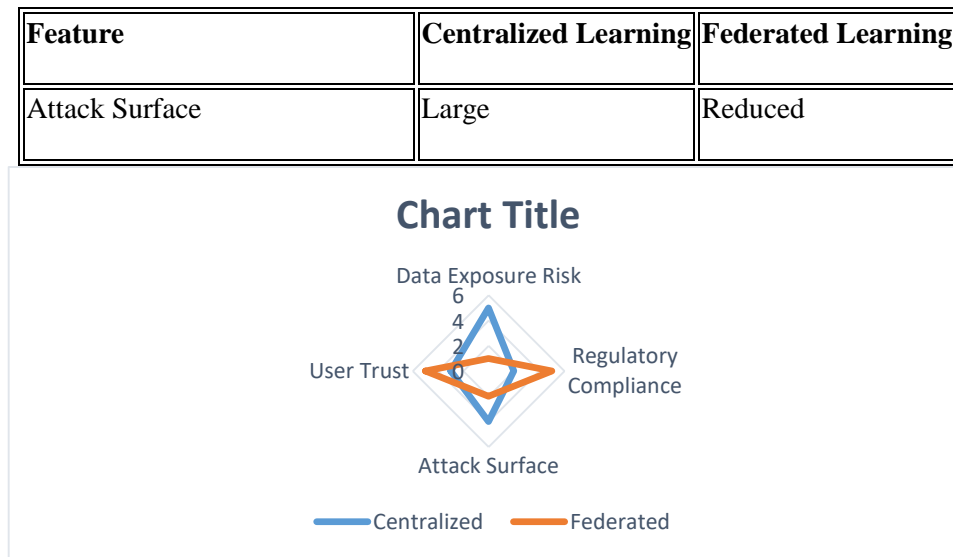 Feature Centralized Learning Federated Learning
Attack Surface Large Reduced
Chart Title
Data Exposure Risk
6
4
2
0
User Trust
Regulatory
Compliance
Attack Surface
Centralized Federated